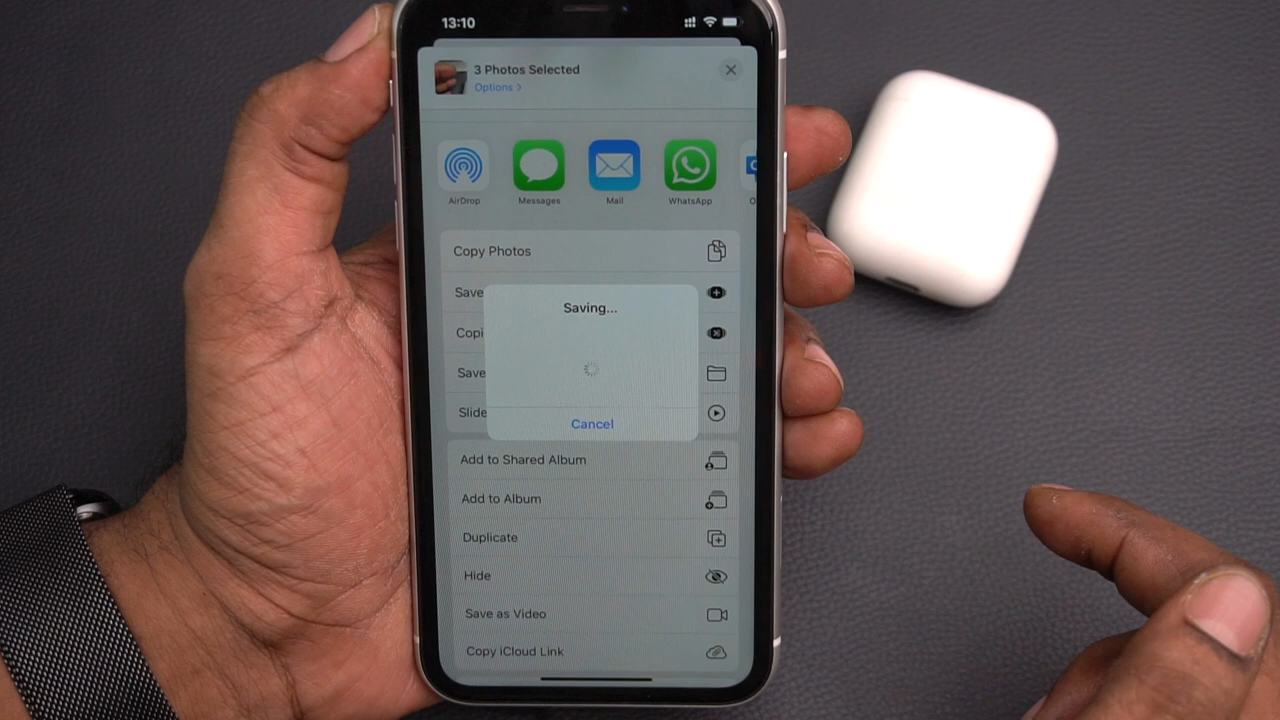 13:10
3 Photos Selected
Options >
AirDrop
Messages
Mail
WhatsApp
Copy Photos
Save
Copi
Save
Slide
Saving...
Cancel
Add to Shared Album
Add to Album
Duplicate
Hide
Save as Video
Copy iCloud Link